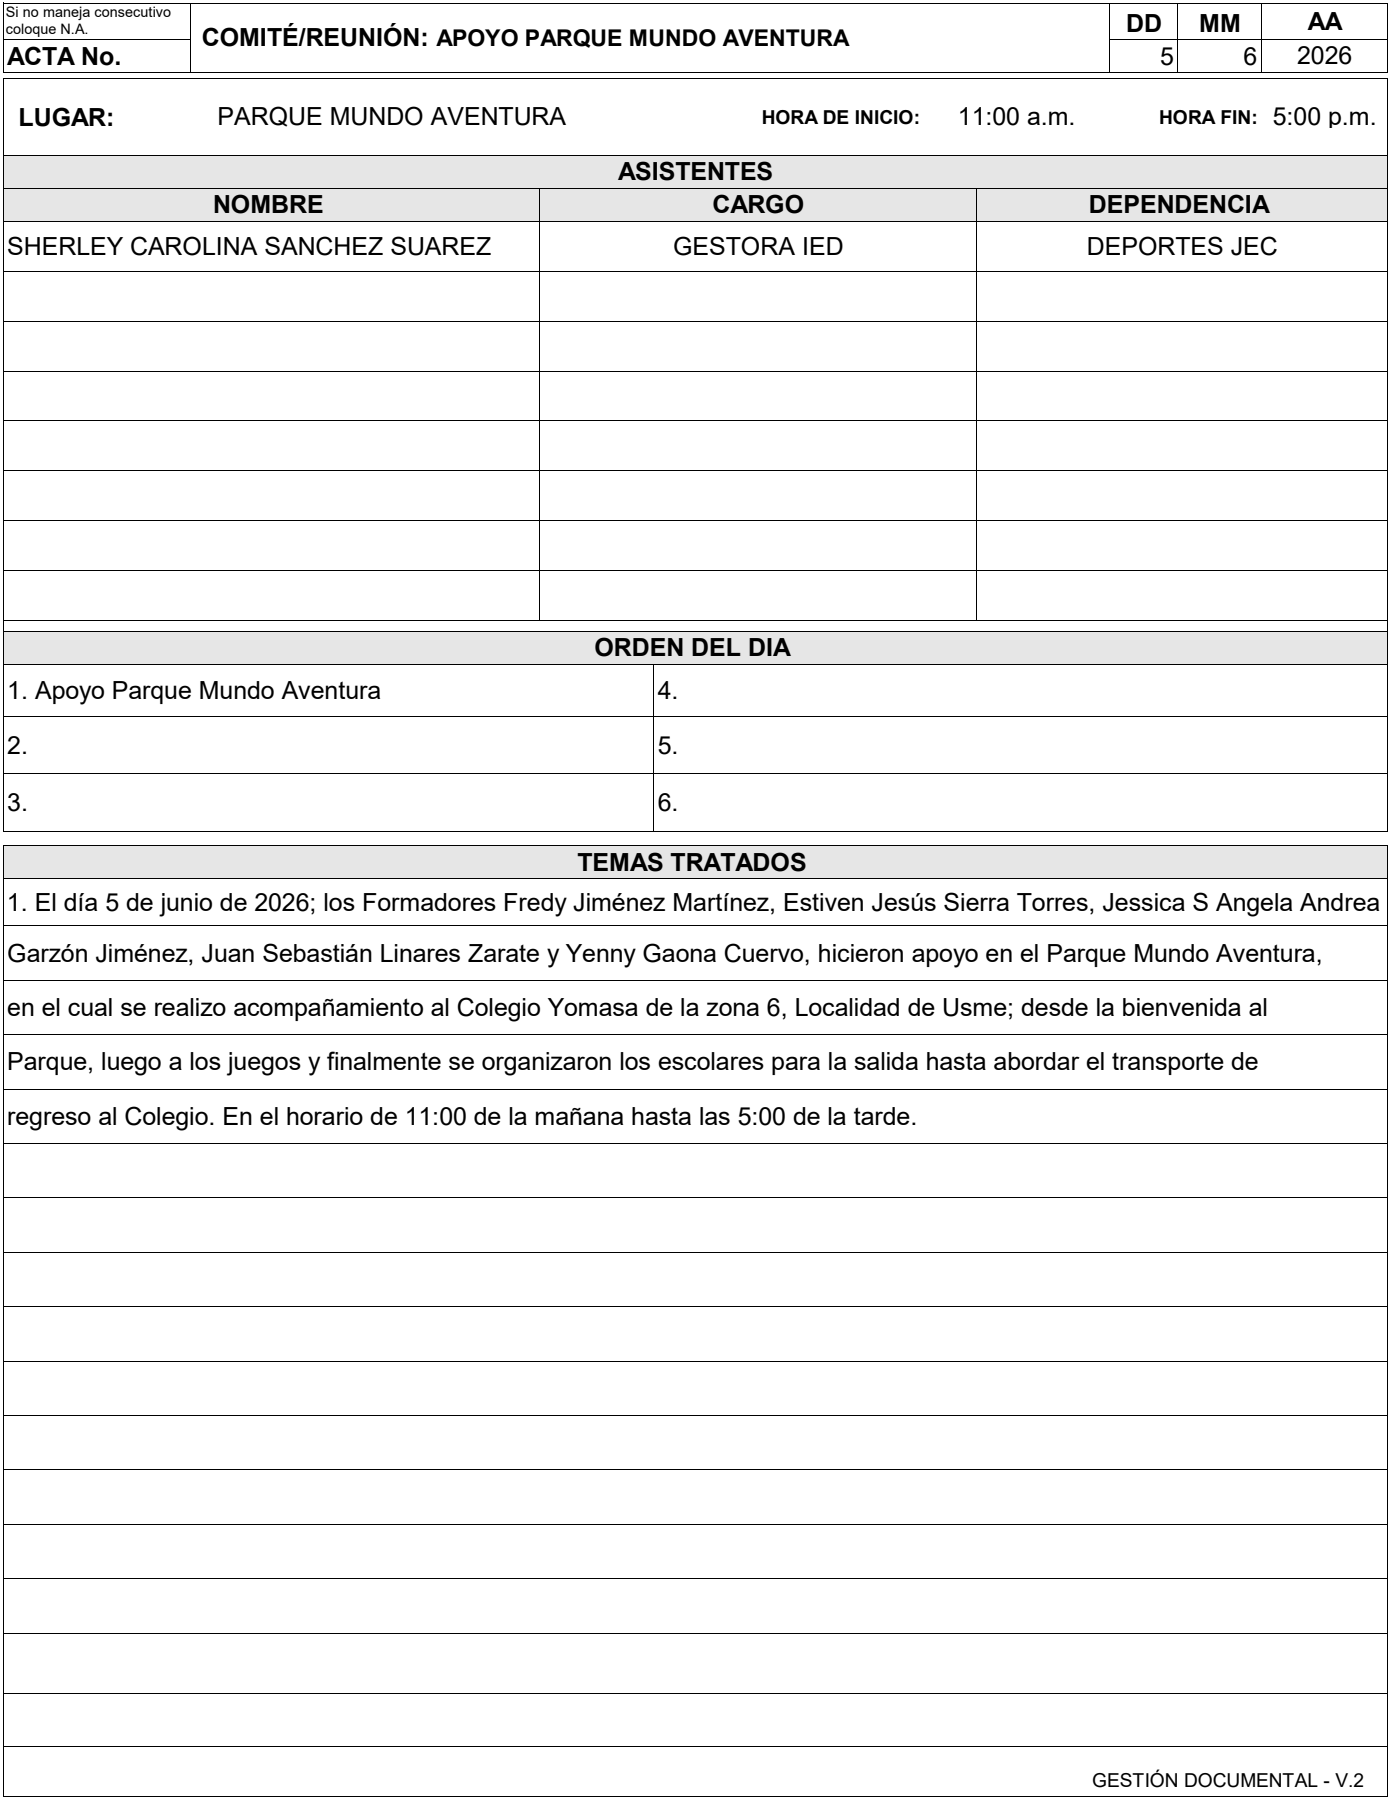 Si no maneja consecutivo
coloque N.A.
ACTA No.
COMITÉ/REUNIÓN: APOYO PARQUE MUNDO AVENTURA
DD MM AA
5 6 2026
LUGAR: PARQUE MUNDO AVENTURA HORA DE INICIO: 11:00 a.m. HORA FIN: 5:00 p.m.
ASISTENTES
NOMBRE CARGO DEPENDENCIA
SHERLEY CAROLINA SANCHEZ SUAREZ GESTORA IED DEPORTES JEC
ORDEN DEL DIA
1. Apoyo Parque Mundo Aventura 4.
2. 5.
3. 6.
TEMAS TRATADOS
1. El día 5 de junio de 2026; los Formadores Fredy Jiménez Martínez, Estiven Jesús Sierra Torres, Jessica S Angela Andrea
Garzón Jiménez, Juan Sebastián Linares Zarate y Yenny Gaona Cuervo, hicieron apoyo en el Parque Mundo Aventura,
en el cual se realizo acompañamiento al Colegio Yomasa de la zona 6, Localidad de Usme; desde la bienvenida al
Parque, luego a los juegos y finalmente se organizaron los escolares para la salida hasta abordar el transporte de
regreso al Colegio. En el horario de 11:00 de la mañana hasta las 5:00 de la tarde.
GESTIÓN DOCUMENTAL - V.2